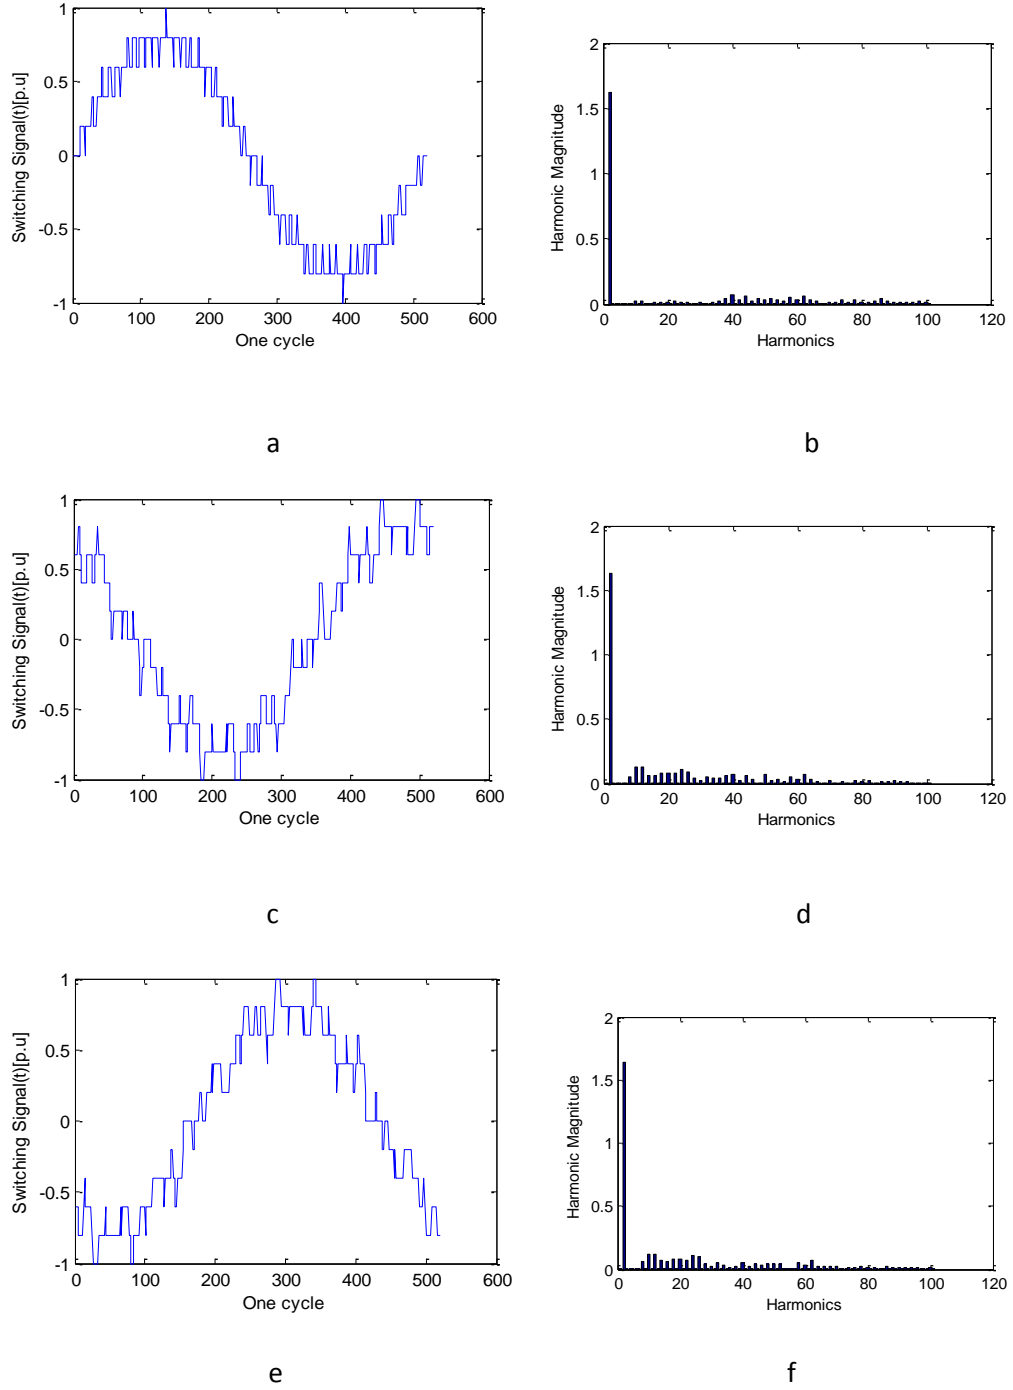 1
0.5
0
-0.5
-1
0 100 200 300 400 500 600
Switching Signal(t)[p.u]
One cycle
2
1.5
1
0.5
0
0 20 40 60 80 100 120
Harmonic Magnitude
Harmonics
a b
1
0.5
0
-0.5
-1
0 100 200 300 400 500 600
Switching Signal(t)[p.u]
One cycle
2
1.5
1
0.5
0
0 20 40 60 80 100 120
Harmonic Magnitude
Harmonics
c d
1
0.5
0
-0.5
-1
0 100 200 300 400 500 600
Switching Signal(t)[p.u]
One cycle
2
1.5
1
0.5
0
0 20 40 60 80 100 120
Harmonic Magnitude
Harmonics
e f